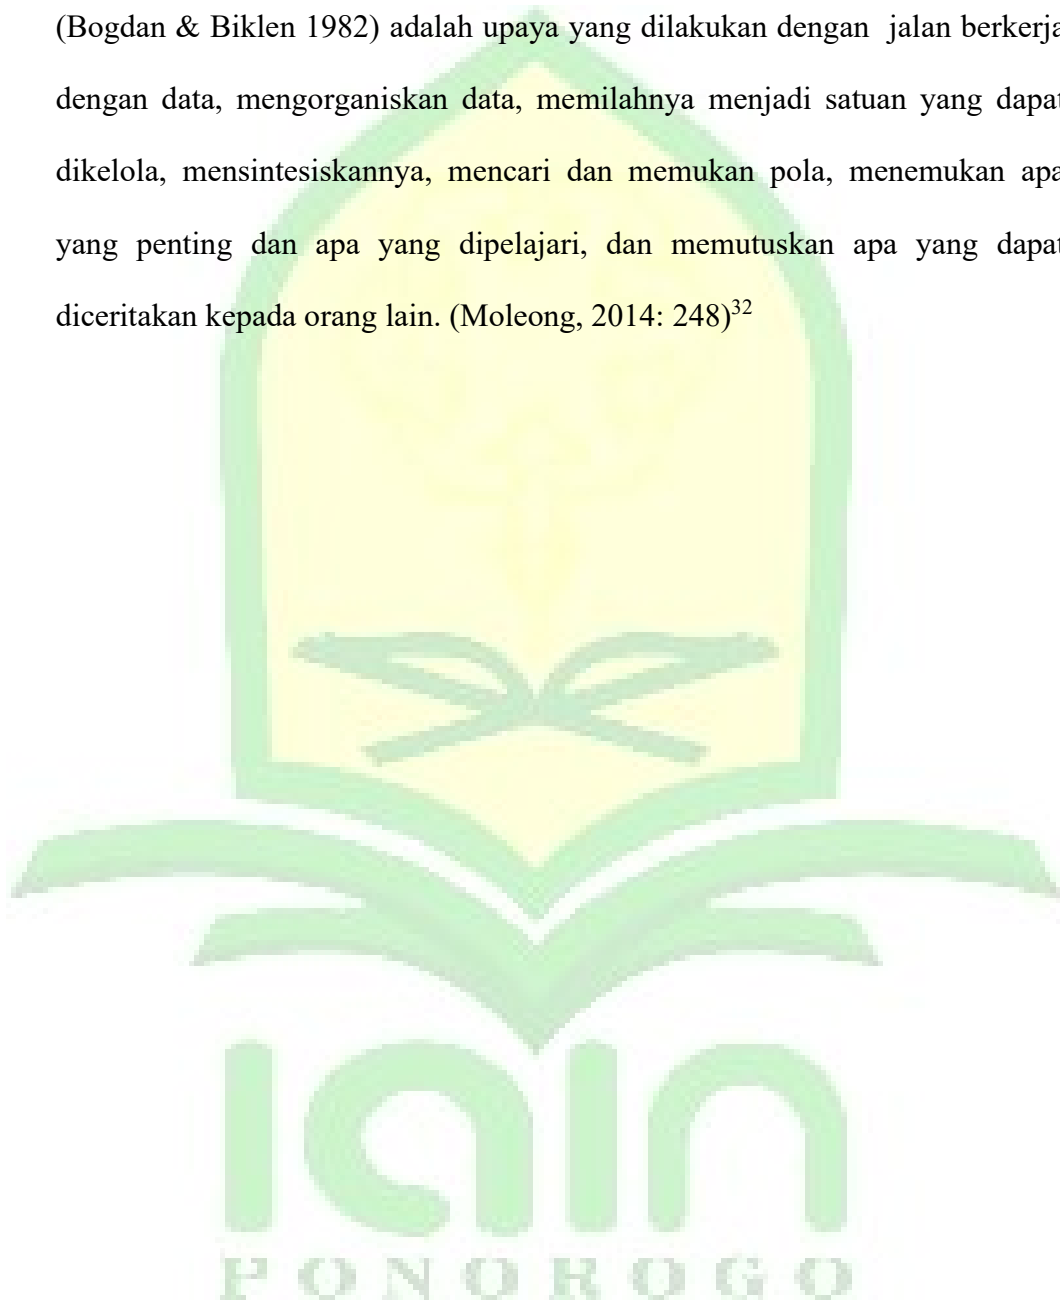 (Bogdan & Biklen 1982) adalah upaya yang dilakukan dengan jalan berkerja
dengan data, mengorganiskan data, memilahnya menjadi satuan yang dapat
dikelola, mensintesiskannya, mencari dan memukan pola, menemukan apa
yang penting dan apa yang dipelajari, dan memutuskan apa yang dapat
diceritakan kepada orang lain. (Moleong, 2014: 248)³²
iain
PONOROGO